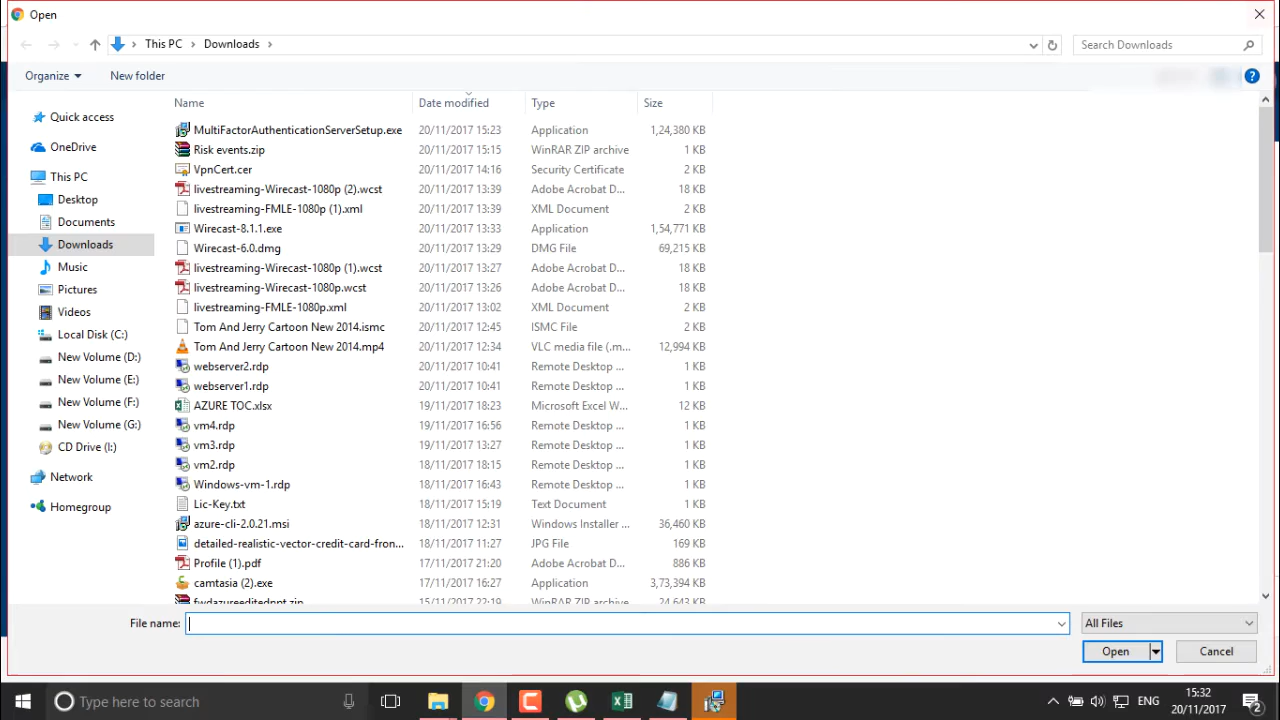 Open
This PC
Downloads
Search Downloads
Organize
New folder
Name Date modified Type Size
MultiFactorAuthenticationServerSetup.exe 20/11/2017 15:23 Application 1,24,380 KB
Risk events.zip 20/11/2017 15:15 WinRAR ZIP archive 1 KB
VpnCert.cer 20/11/2017 14:16 Security Certificate 2 KB
livestreaming-Wirecast-1080p (2).wcst 20/11/2017 13:39 Adobe Acrobat D... 18 KB
livestreaming-FMLE-1080p (1).xml 20/11/2017 13:39 XML Document 2 KB
Wirecast-8.1.1.exe 20/11/2017 13:33 Application 1,54,771 KB
Wirecast-6.0.dmg 20/11/2017 13:29 DMG File 69,215 KB
livestreaming-Wirecast-1080p (1).wcst 20/11/2017 13:27 Adobe Acrobat D... 18 KB
livestreaming-Wirecast-1080p.wcst 20/11/2017 13:26 Adobe Acrobat D... 18 KB
livestreaming-FMLE-1080p.xml 20/11/2017 13:02 XML Document 2 KB
Tom And Jerry Cartoon New 2014.ismc 20/11/2017 12:45 ISMC File 2 KB
Tom And Jerry Cartoon New 2014.mp4 20/11/2017 12:34 VLC media file (.m... 12,994 KB
webserver2.rdp 20/11/2017 10:41 Remote Desktop ... 1 KB
webserver1.rdp 20/11/2017 10:41 Remote Desktop ... 1 KB
AZURE TOC.xlsx 19/11/2017 18:23 Microsoft Excel W... 12 KB
vm4.rdp 19/11/2017 16:56 Remote Desktop ... 1 KB
vm3.rdp 19/11/2017 13:27 Remote Desktop ... 1 KB
vm2.rdp 18/11/2017 18:15 Remote Desktop ... 1 KB
Windows-vm-1.rdp 18/11/2017 16:43 Remote Desktop ... 1 KB
Lic-Key.txt 18/11/2017 15:19 Text Document 1 KB
azure-cli-2.0.21.msi 18/11/2017 12:31 Windows Installer ... 36,460 KB
detailed-realistic-vector-credit-card-fron... 18/11/2017 11:27 JPG File 169 KB
Profile (1).pdf 17/11/2017 21:20 Adobe Acrobat D... 886 KB
camtasia (2).exe 17/11/2017 16:27 Application 3,73,394 KB
fwdazureeditedppt.zip 15/11/2017 22:19 WinRAR ZIP archive 24,643 KB
Quick access
OneDrive
This PC
Desktop
Documents
Downloads
Music
Pictures
Videos
Local Disk (C:)
New Volume (D:)
New Volume (E:)
New Volume (F:)
New Volume (G:)
CD Drive (I:)
Network
Homegroup
File name:
All Files
Open
Cancel
Type here to search
ENG
15:32
20/11/2017
2